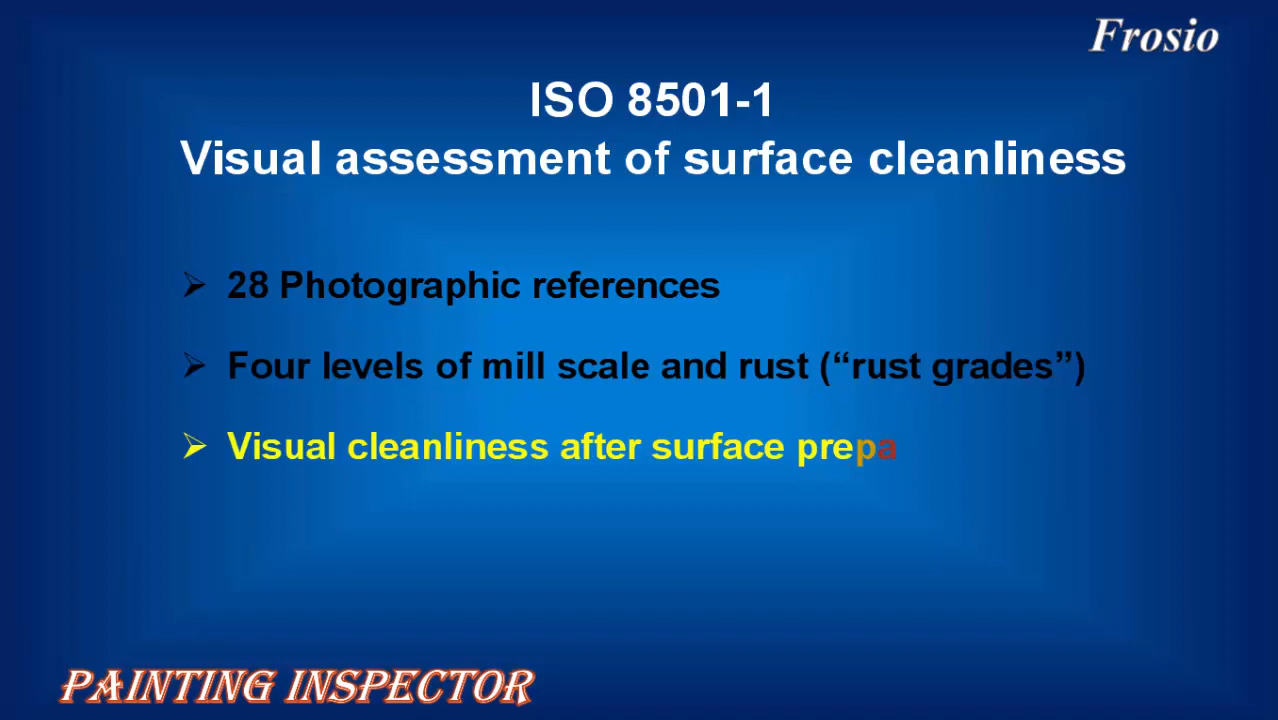 Frosio
ISO 8501-1
Visual assessment of surface cleanliness
➢ 28 Photographic references
➢ Four levels of mill scale and rust (“rust grades”)
➢ Visual cleanliness after surface prepa
PAINTING INSPECTOR